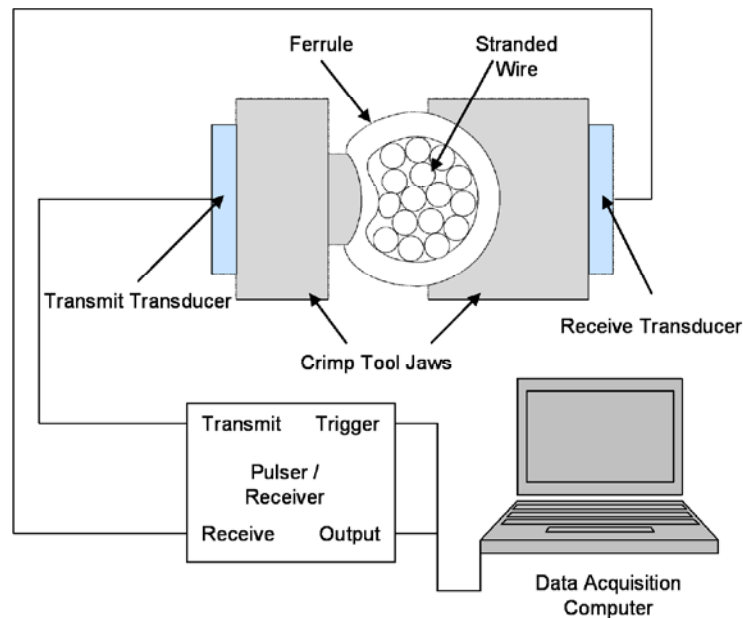 Ferrule
Stranded
Wire
Transmit Transducer
Receive Transducer
Crimp Tool Jaws
Transmit Trigger
Pulser /
Receiver
Receive Output
Data Acquisition
Computer